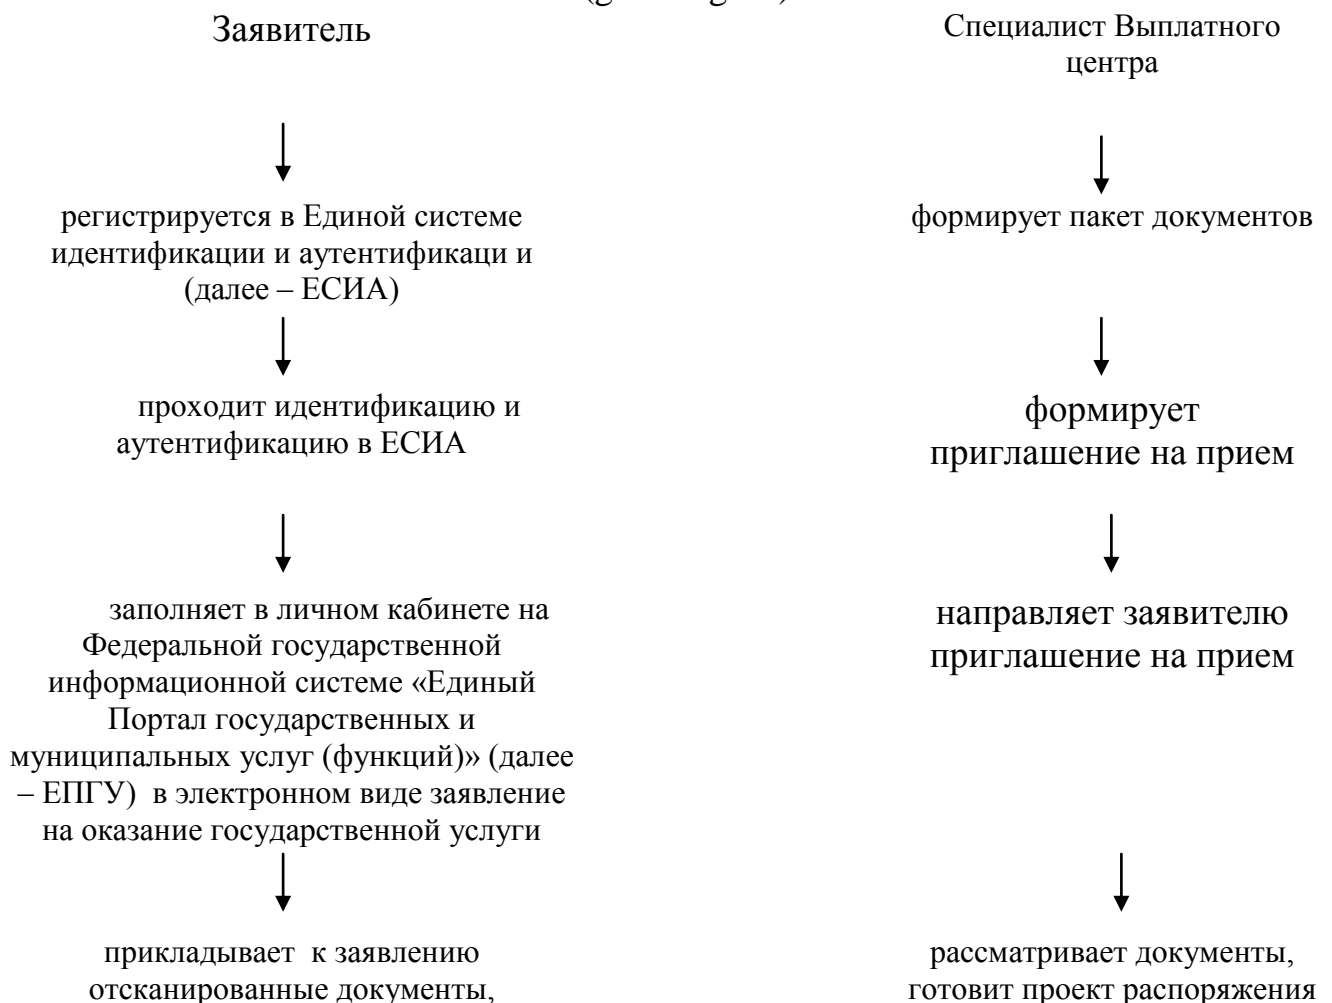 Заявитель
регистрируется в Единой системе
идентификации и аутентификаци и
(далее – ЕСИА)
проходит идентификацию и
аутентификацию в ЕСИА
заполняет в личном кабинете на
Федеральной государственной
информационной системе «Единый
Портал государственных и
муниципальных услуг (функций)» (далее
– ЕПГУ)  в электронном виде заявление
на оказание государственной услуги
прикладывает  к заявлению
отсканированные документы,
Специалист Выплатного
центра
формирует пакет документов
формирует
приглашение на прием
направляет заявителю
приглашение на прием
рассматривает документы,
готовит проект распоряжения